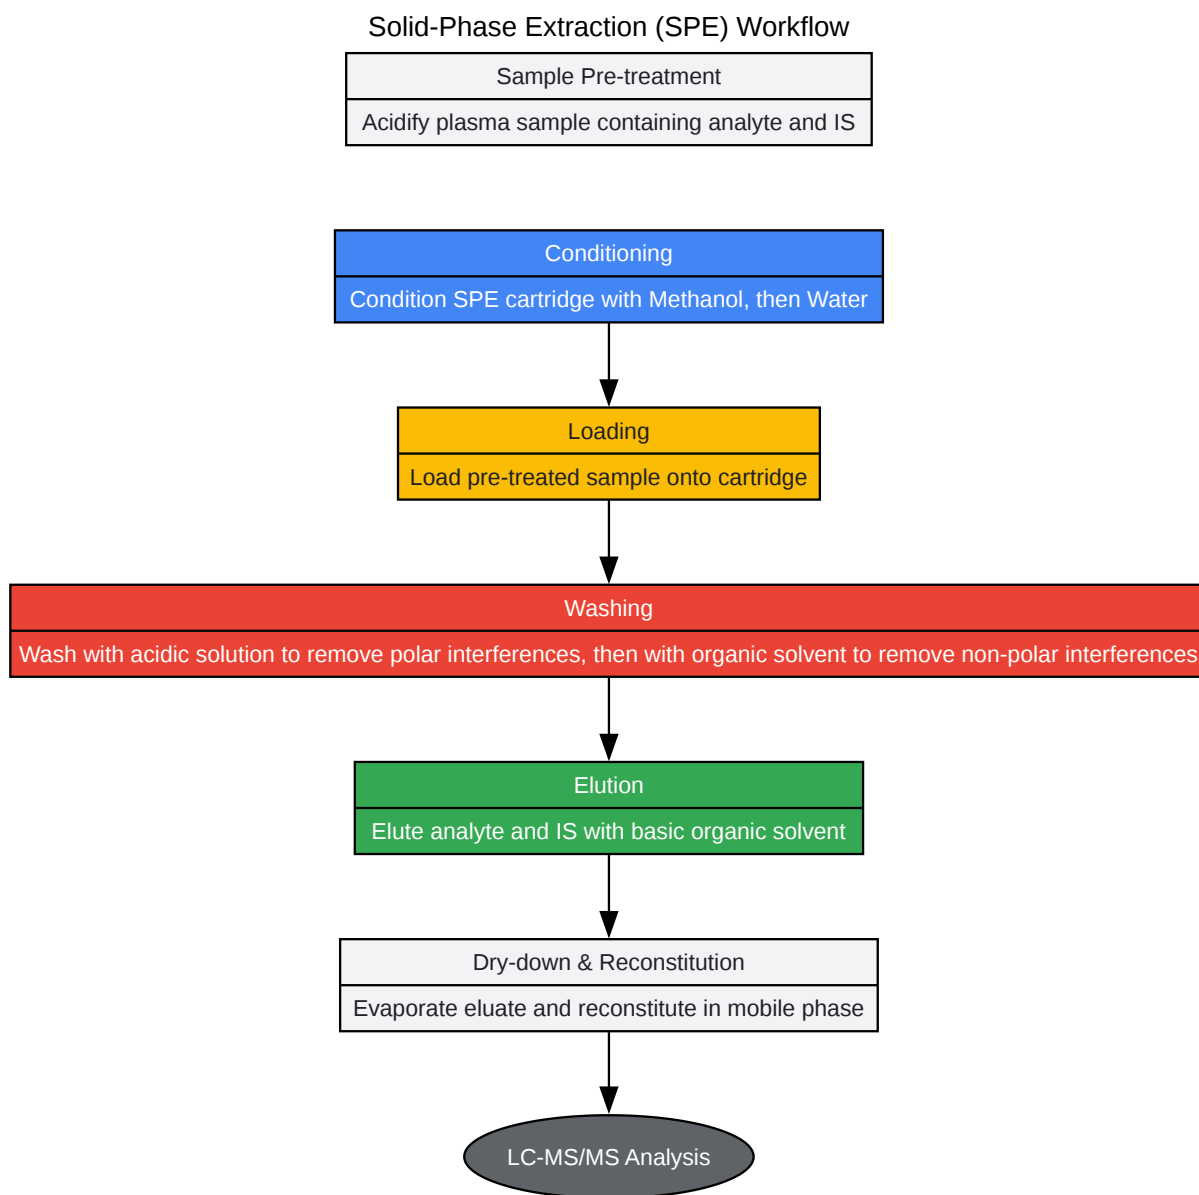 Solid-Phase Extraction (SPE) Workflow
Sample Pre-treatment
Acidify plasma sample containing analyte and IS
Conditioning
Condition SPE cartridge with Methanol, then Water
Loading
Load pre-treated sample onto cartridge
Washing
Wash with acidic solution to remove polar interferences, then with organic solvent to remove non-polar interferences
Elution
Elute analyte and IS with basic organic solvent
Dry-down & Reconstitution
Evaporate eluate and reconstitute in mobile phase
LC-MS/MS Analysis